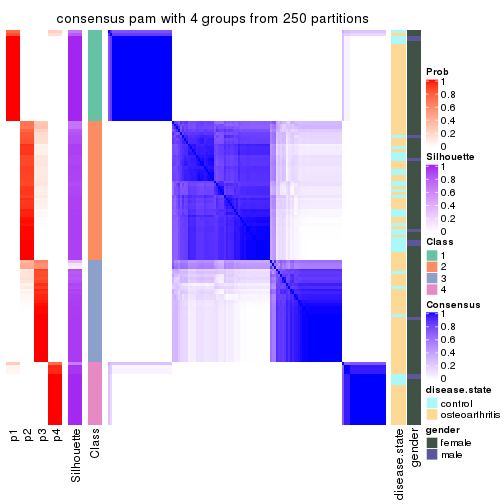 consensus pam with 4 groups from 250 partitions
Prob
1
0.8
0.6
0.4
0.2
0
Silhouette
1
0.8
0.6
0.4
0.2
0
Class
1
2
3
4
Consensus
1
0.8
0.6
0.4
0.2
0
disease.state
control
osteoarthritis
gender
female
male
p1
p2
p3
p4
Silhouette
Class
disease.state
gender